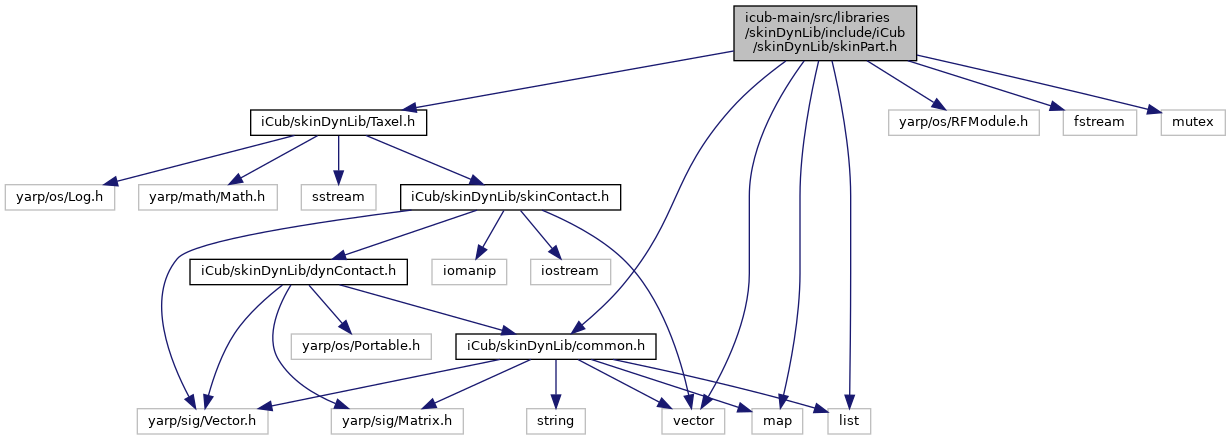 icub-main/src/libraries
/skinDynLib/include/iCub
/skinDynLib/skinPart.h
iCub/skinDynLib/Taxel.h
yarp/os/RFModule.h
fstream
mutex
yarp/os/Log.h
yarp/math/Math.h
sstream
iCub/skinDynLib/skinContact.h
iCub/skinDynLib/dynContact.h
iomanip
iostream
yarp/os/Portable.h
iCub/skinDynLib/common.h
yarp/sig/Vector.h
yarp/sig/Matrix.h
string
vector
map
list